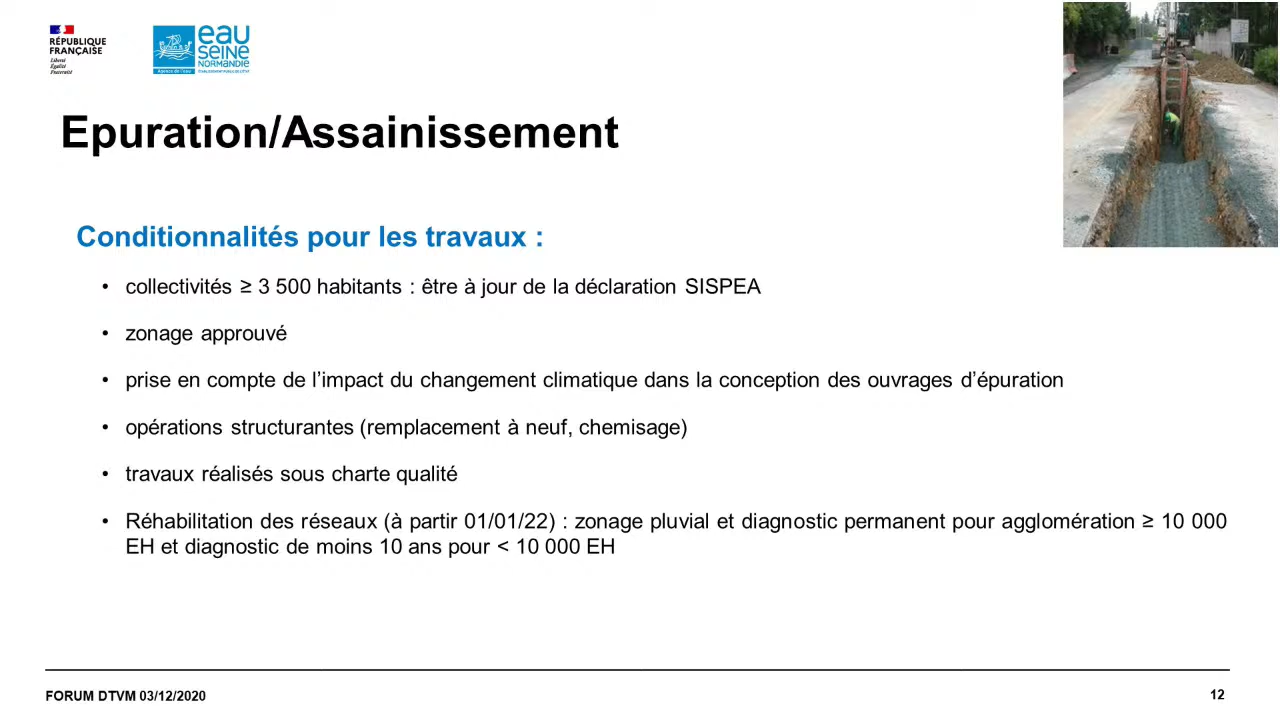 RÉPUBLIQUE
FRANÇAISE
Liberté
Égalité
Fraternité
Agence de l'eau
eau
SEINE
NORMANDIE
ÉTABLISSEMENT PUBLIC DE L'ÉTAT
Epuration/Assainissement
Conditionnalités pour les travaux :
• collectivités ≥ 3 500 habitants : être à jour de la déclaration SISPEA
• zonage approuvé
• prise en compte de l’impact du changement climatique dans la conception des ouvrages d’épuration
• opérations structurantes (remplacement à neuf, chemisage)
• travaux réalisés sous charte qualité
• Réhabilitation des réseaux (à partir 01/01/22) : zonage pluvial et diagnostic permanent pour agglomération ≥ 10 000
EH et diagnostic de moins 10 ans pour < 10 000 EH
FORUM DTVM 03/12/2020
12